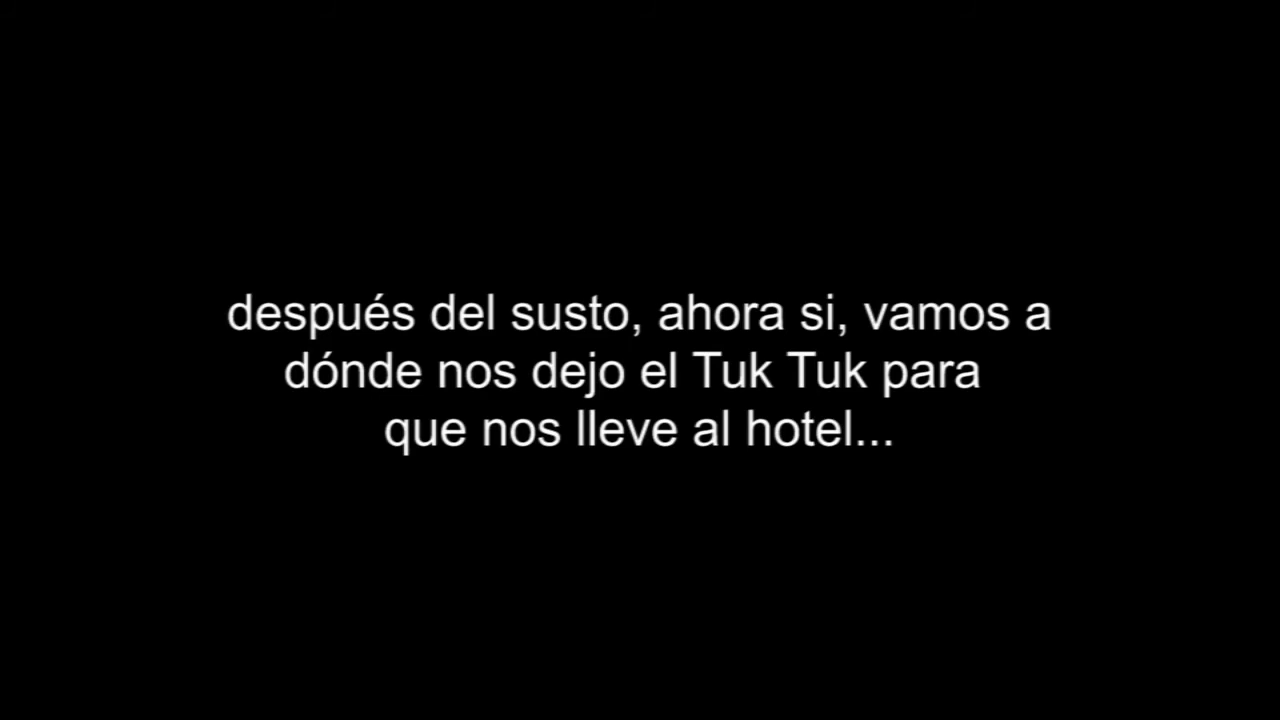 después del susto, ahora si, vamos a
dónde nos dejo el Tuk Tuk para
que nos lleve al hotel...